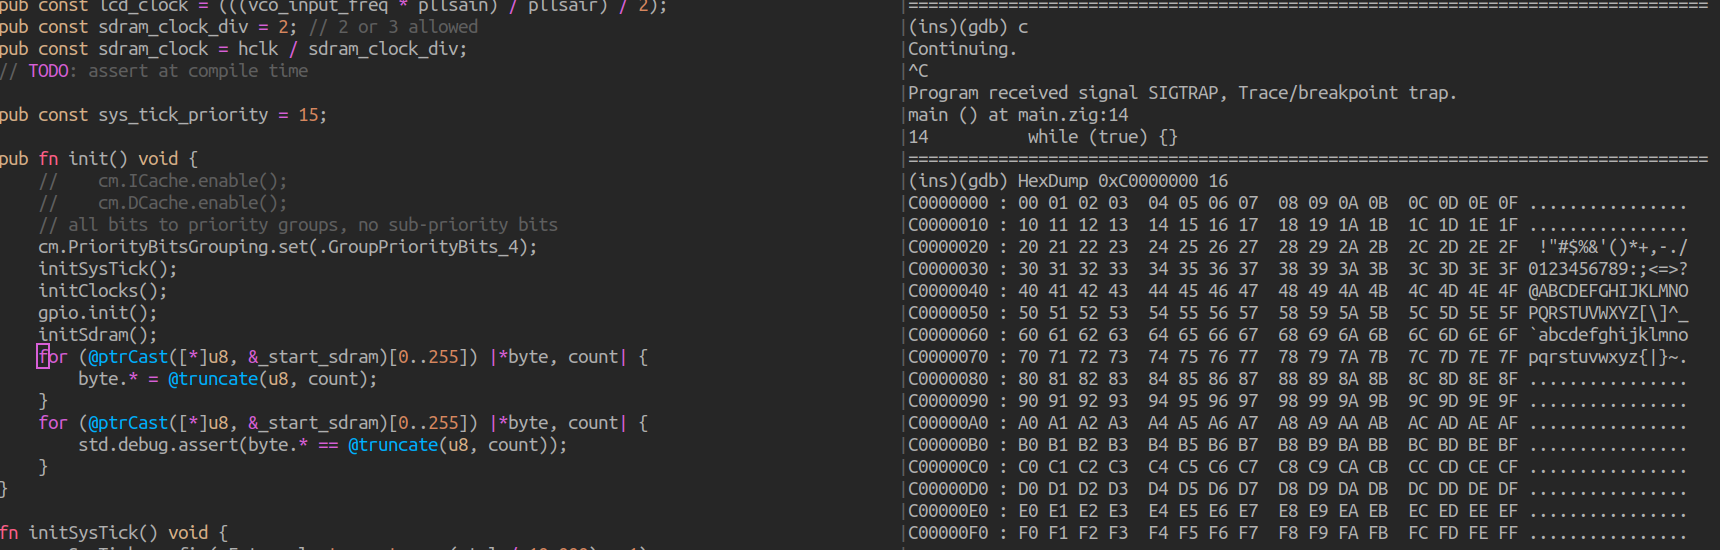 pub const lcd_clock = (((vco_input_freq * pllsain) / pllsair) / 2);
pub const sdram_clock_div = 2; // 2 or 3 allowed
pub const sdram_clock = hclk / sdram_clock_div;
// TODO: assert at compile time
pub const sys_tick_priority = 15;
pub fn init() void {
    //    cm.ICache.enable();
    //    cm.DCache.enable();
    // all bits to priority groups, no sub-priority bits
    cm.PriorityBitsGrouping.set(.GroupPriorityBits_4);
    initSysTick();
    initClocks();
    gpio.init();
    initSdram();
    for (@ptrCast([*]u8, &_start_sdram)[0..255]) |*byte, count| {
        byte.* = @truncate(u8, count);
    }
    for (@ptrCast([*]u8, &_start_sdram)[0..255]) |*byte, count| {
        std.debug.assert(byte.* == @truncate(u8, count));
    }
}
fn initSysTick() void {
|================================================================================
|(ins)(gdb) c
|Continuing.
|^C
|Program received signal SIGTRAP, Trace/breakpoint trap.
|main () at main.zig:14
|14          while (true) {}
|================================================================================
|(ins)(gdb) HexDump 0xC0000000 16
|C0000000 : 00 01 02 03  04 05 06 07  08 09 0A 0B  0C 0D 0E 0F ................
|C0000010 : 10 11 12 13  14 15 16 17  18 19 1A 1B  1C 1D 1E 1F ................
|C0000020 : 20 21 22 23  24 25 26 27  28 29 2A 2B  2C 2D 2E 2F  !"#$%&'()*+,-./
|C0000030 : 30 31 32 33  34 35 36 37  38 39 3A 3B  3C 3D 3E 3F 0123456789:;<=>?
|C0000040 : 40 41 42 43  44 45 46 47  48 49 4A 4B  4C 4D 4E 4F @ABCDEFGHIJKLMNO
|C0000050 : 50 51 52 53  54 55 56 57  58 59 5A 5B  5C 5D 5E 5F PQRSTUVWXYZ[\]^_
|C0000060 : 60 61 62 63  64 65 66 67  68 69 6A 6B  6C 6D 6E 6F `abcdefghijklmno
|C0000070 : 70 71 72 73  74 75 76 77  78 79 7A 7B  7C 7D 7E 7F pqrstuvwxyz{|}~.
|C0000080 : 80 81 82 83  84 85 86 87  88 89 8A 8B  8C 8D 8E 8F ................
|C0000090 : 90 91 92 93  94 95 96 97  98 99 9A 9B  9C 9D 9E 9F ................
|C00000A0 : A0 A1 A2 A3  A4 A5 A6 A7  A8 A9 AA AB  AC AD AE AF ................
|C00000B0 : B0 B1 B2 B3  B4 B5 B6 B7  B8 B9 BA BB  BC BD BE BF ................
|C00000C0 : C0 C1 C2 C3  C4 C5 C6 C7  C8 C9 CA CB  CC CD CE CF ................
|C00000D0 : D0 D1 D2 D3  D4 D5 D6 D7  D8 D9 DA DB  DC DD DE DF ................
|C00000E0 : E0 E1 E2 E3  E4 E5 E6 E7  E8 E9 EA EB  EC ED EE EF ................
|C00000F0 : F0 F1 F2 F3  F4 F5 F6 F7  F8 F9 FA FB  FC FD FE FF ................